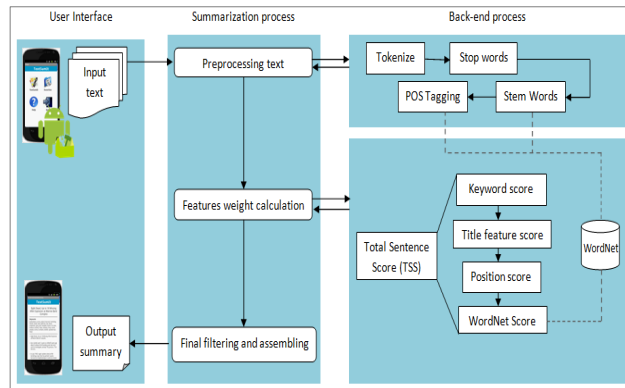 User Interface
Summarization process
Back-end process
Input
text
Preprocessing text
Tokenize
Stop words
POS Tagging
Stem Words
Features weight calculation
Keyword score
Title feature score
Total Sentence
Score (TSS)
Position score
WordNet
WordNet Score
Output
summary
Final filtering and assembling